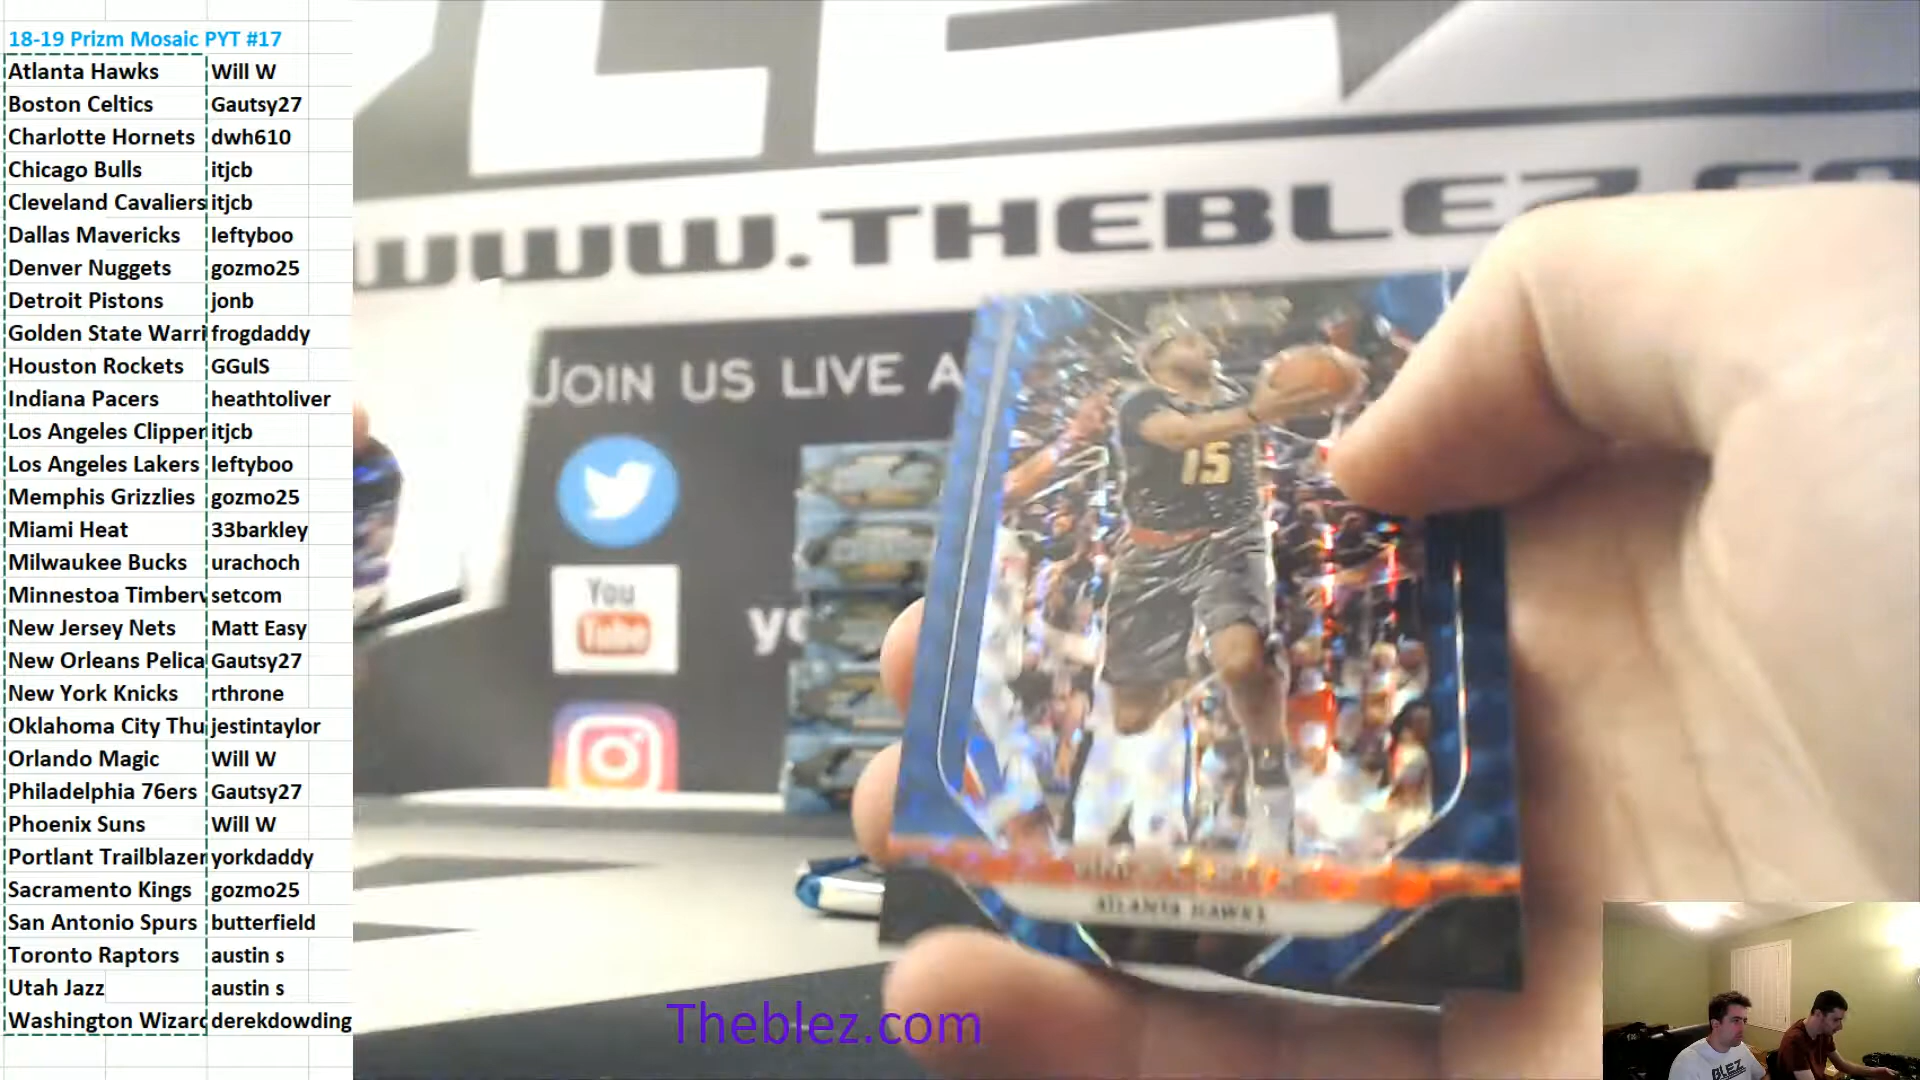 18-19 Prizm Mosaic PYT #17
Atlanta Hawks Will W
Boston Celtics Gautsy27
Charlotte Hornets dwh610
Chicago Bulls itjcb
Cleveland Cavaliers itjcb
Dallas Mavericks leftyboo
Denver Nuggets gozmo25
Detroit Pistons jonb
Golden State Warri frogdaddy
Houston Rockets GGulS
Indiana Pacers heathtoliver
Los Angeles Clipper itjcb
Los Angeles Lakers leftyboo
Memphis Grizzlies gozmo25
Miami Heat 33barkley
Milwaukee Bucks urachoch
Minnestoa Timberv setcom
New Jersey Nets Matt Easy
New Orleans Pelica Gautsy27
New York Knicks rthrone
Oklahoma City Thu jestintaylor
Orlando Magic Will W
Philadelphia 76ers Gautsy27
Phoenix Suns Will W
Portlant Trailblazer yorkdaddy
Sacramento Kings gozmo25
San Antonio Spurs butterfield
Toronto Raptors austin s
Utah Jazz austin s
Washington Wizard derekdowding
WWW.THEBLEZ.CO
JOIN US LIVE A
You
Tube
yo
15
ATLANTA HAWKS
Theblez.com
BLEZ